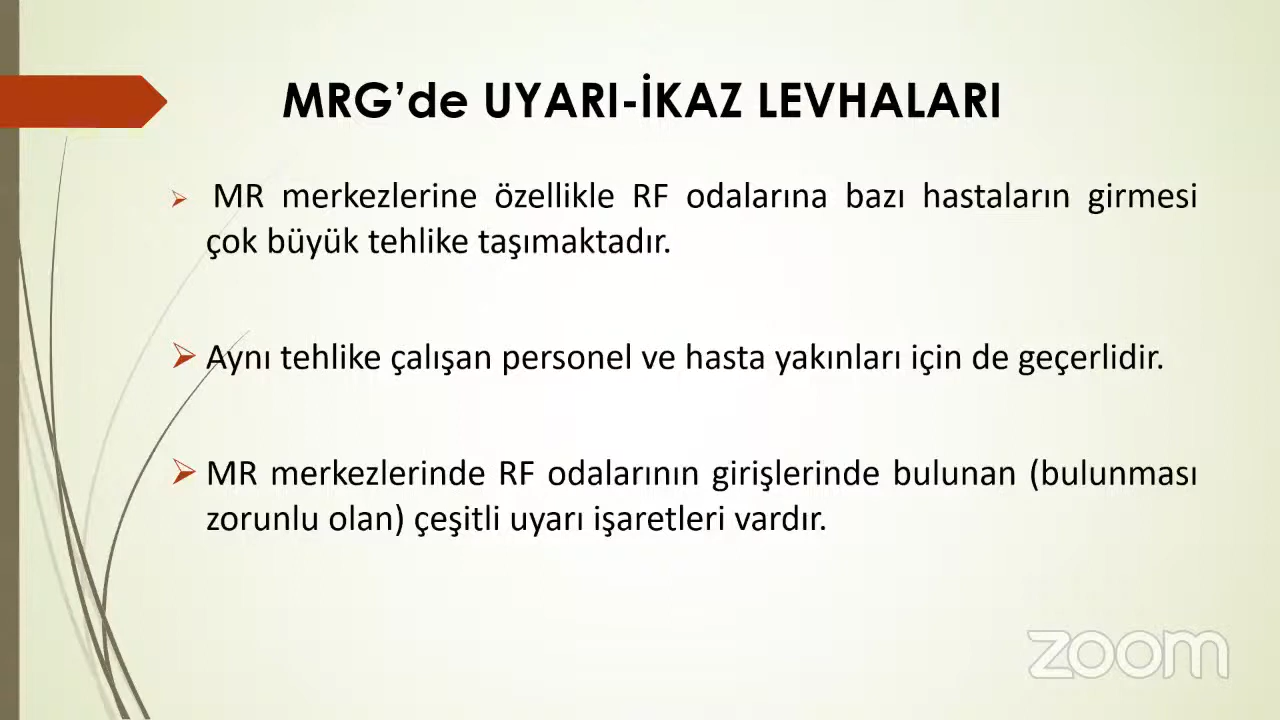 MRG’de UYARI-İKAZ LEVHALARI
MR merkezlerine özellikle RF odalarına bazı hastaların girmesi
çok büyük tehlike taşımaktadır.
Aynı tehlike çalışan personel ve hasta yakınları için de geçerlidir.
MR merkezlerinde RF odalarının girişlerinde bulunan (bulunması
zorunlu olan) çeşitli uyarı işaretleri vardır.
zoom